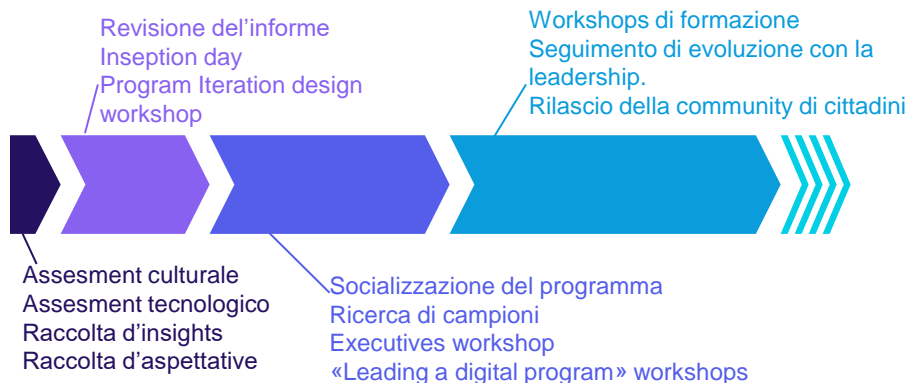 Revisione del'informe
Inseption day
Program Iteration design
workshop
Workshops di formazione
Seguimento di evoluzione con la
leadership.
Rilascio della community di cittadini
Assesment culturale
Assesment tecnologico
Raccolta d'insights
Raccolta d'aspettative
Socializzazione del programma
Ricerca di campioni
Executives workshop
«Leading a digital program» workshops